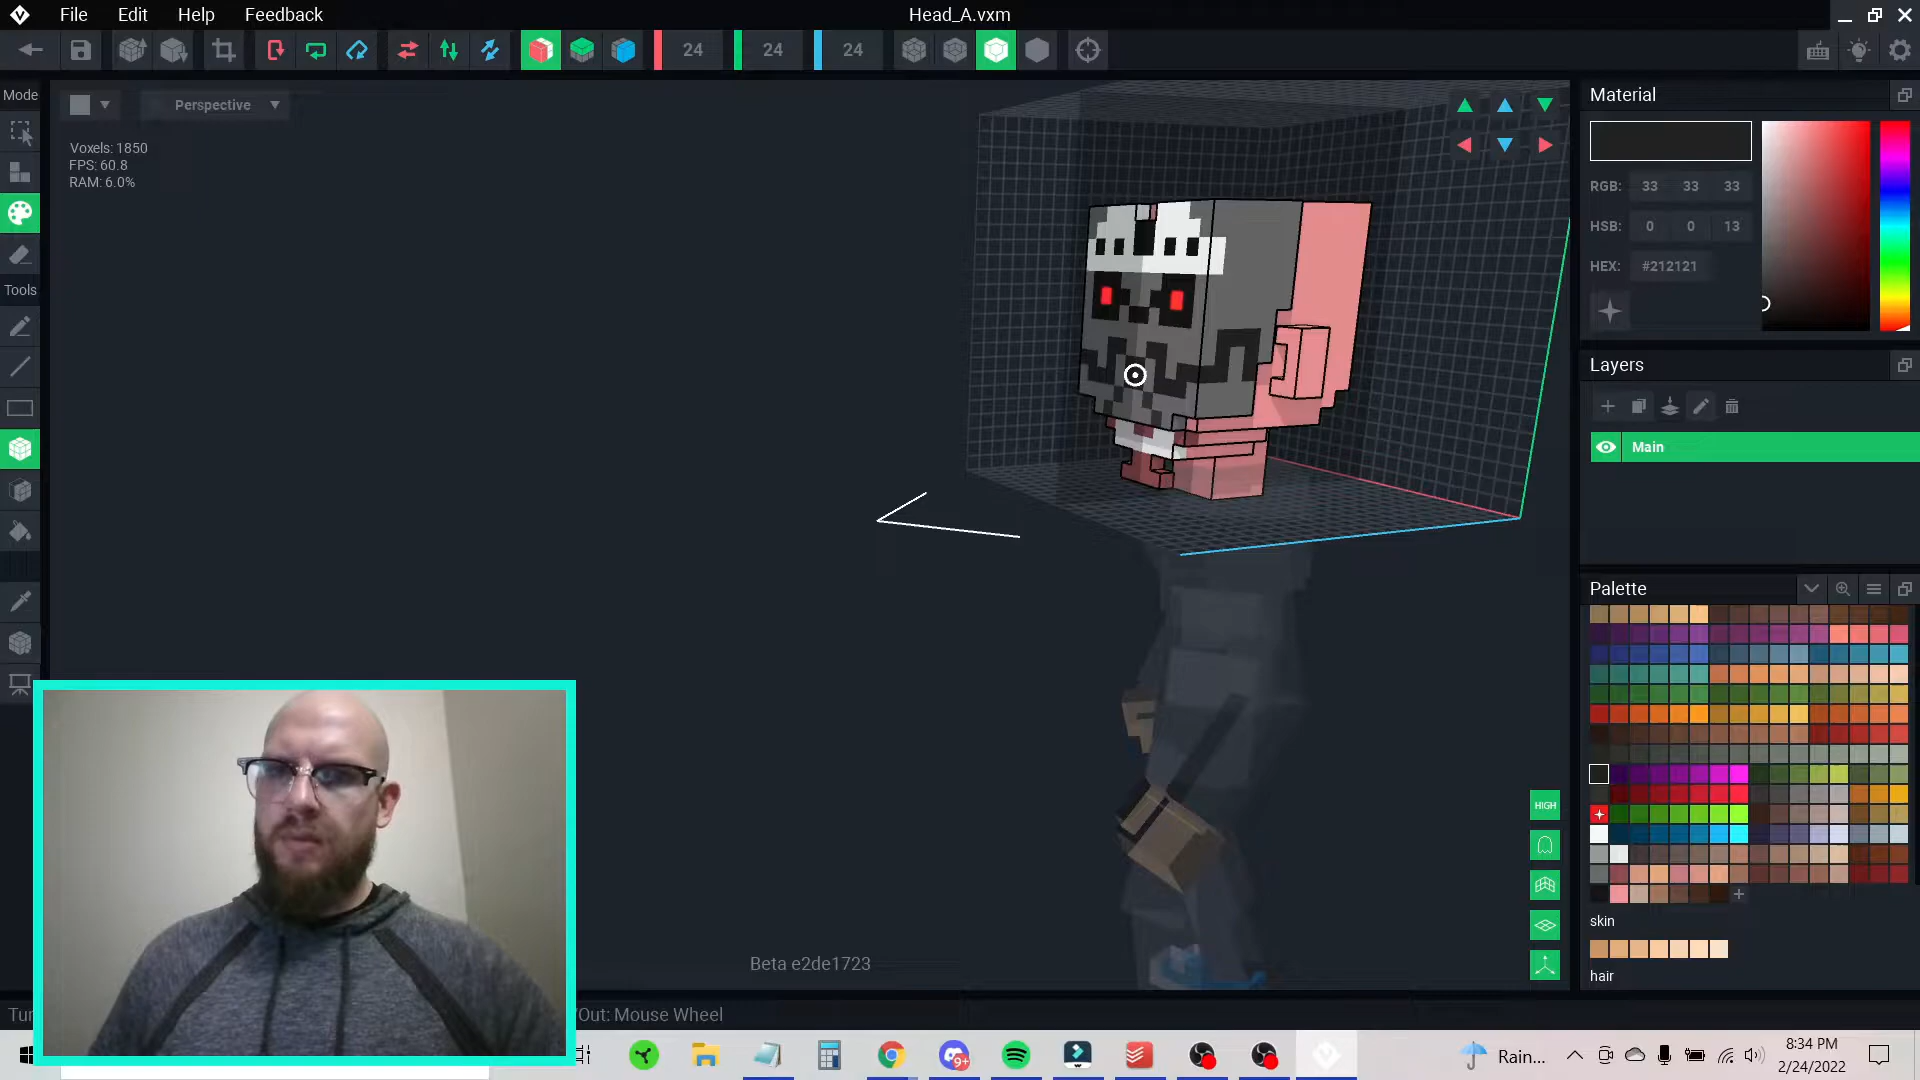 File Edit Help Feedback
Head_A.vxm
24 24 24
Mode
Perspective
Voxels: 1850
FPS: 60.8
RAM: 6.0%
Tools
Material
RGB: 33 33 33
HSB: 0 0 13
HEX: #212121
Layers
Main
Palette
HIGH
skin
hair
Beta e2de1723
Tur
/Out: Mouse Wheel
9+
Rain...
8:34 PM
2/24/2022